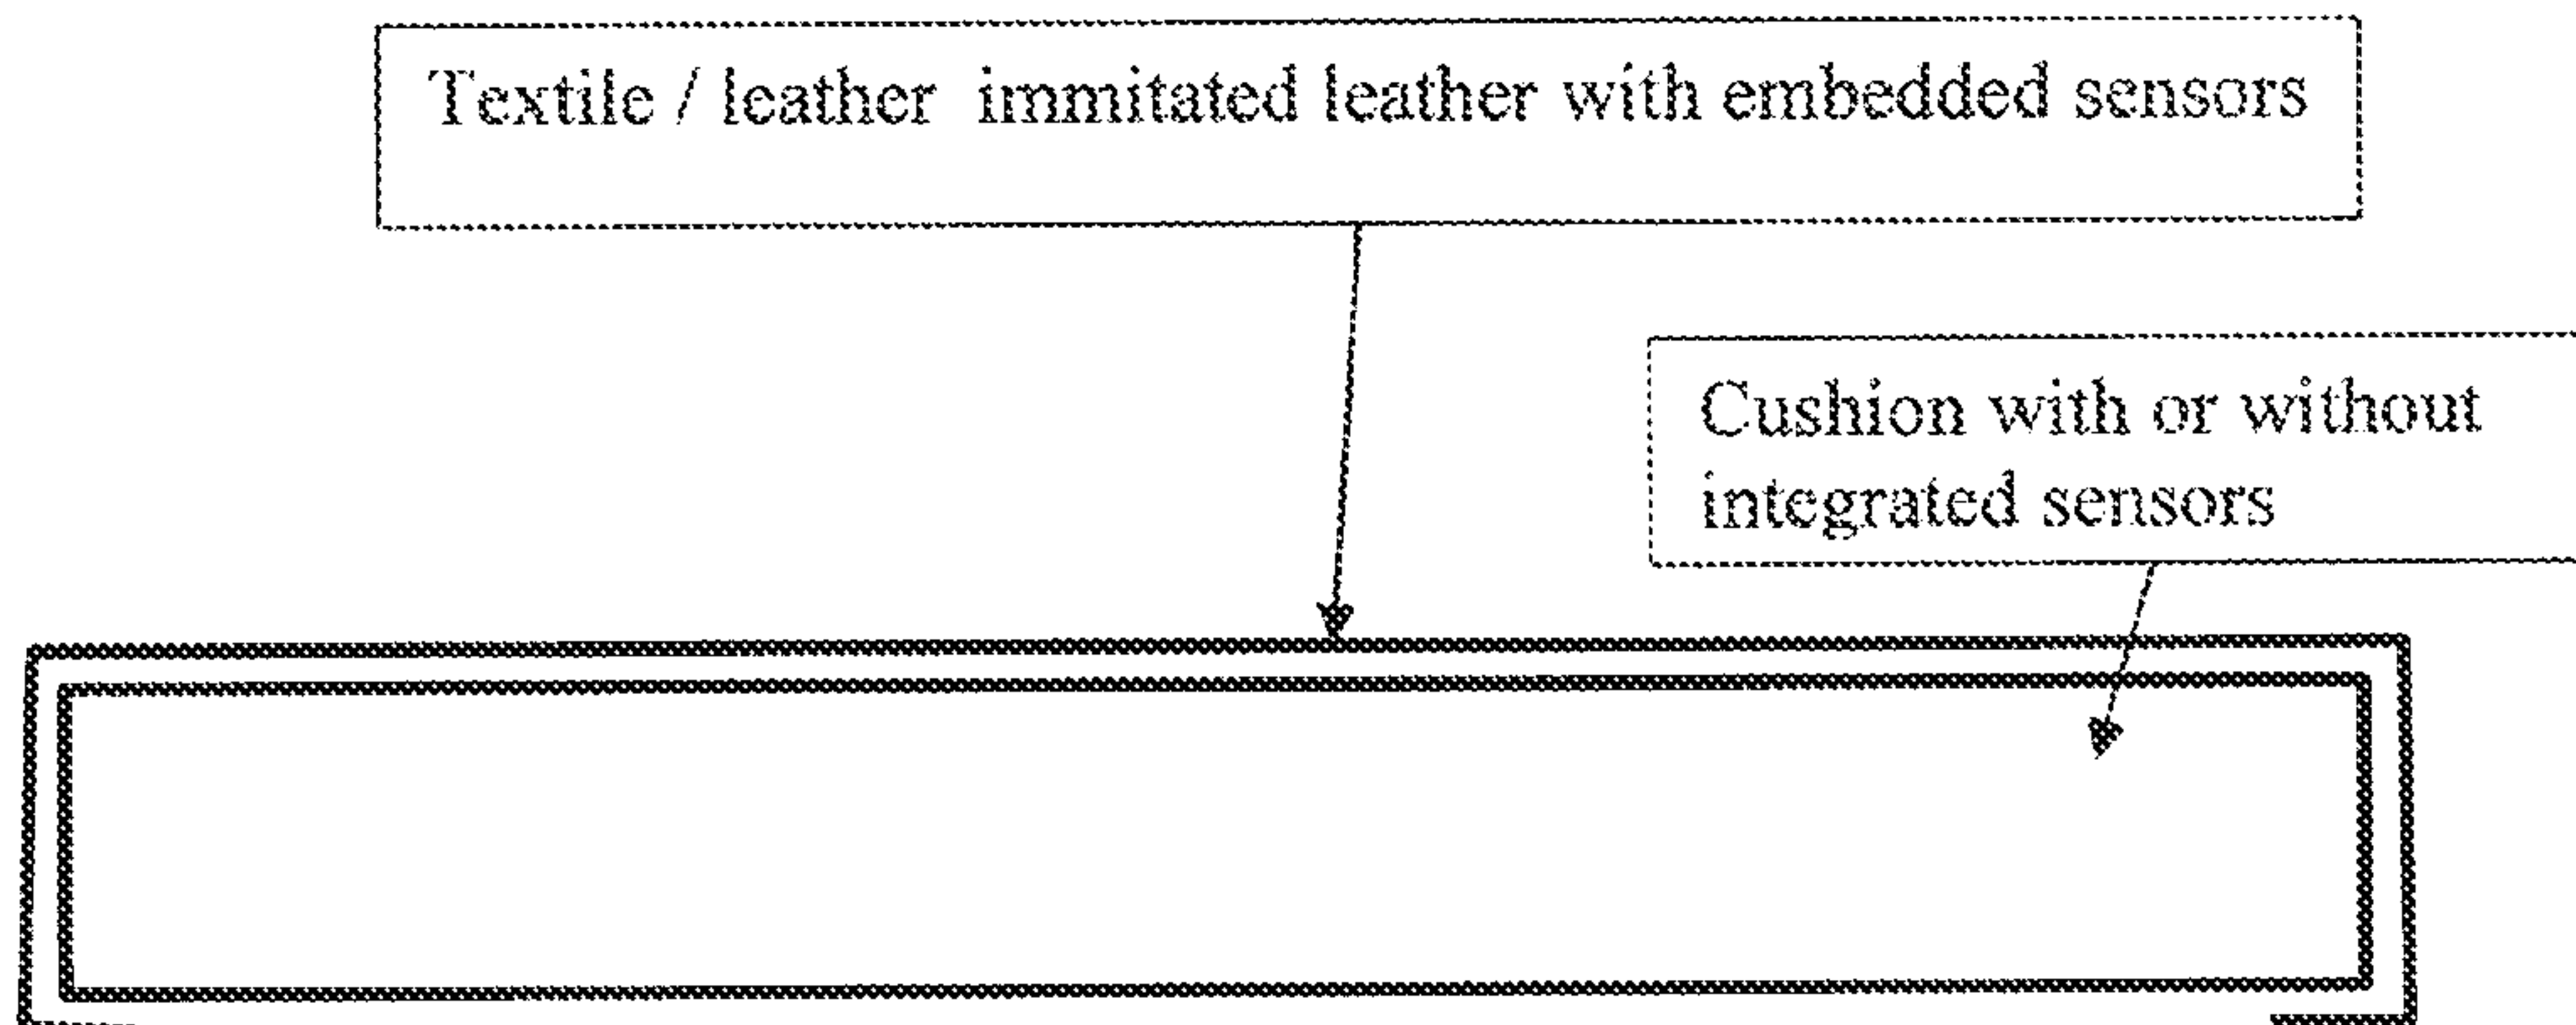 Textile / leather immitated leather with embedded sensors
Cushion with or without
integrated sensors